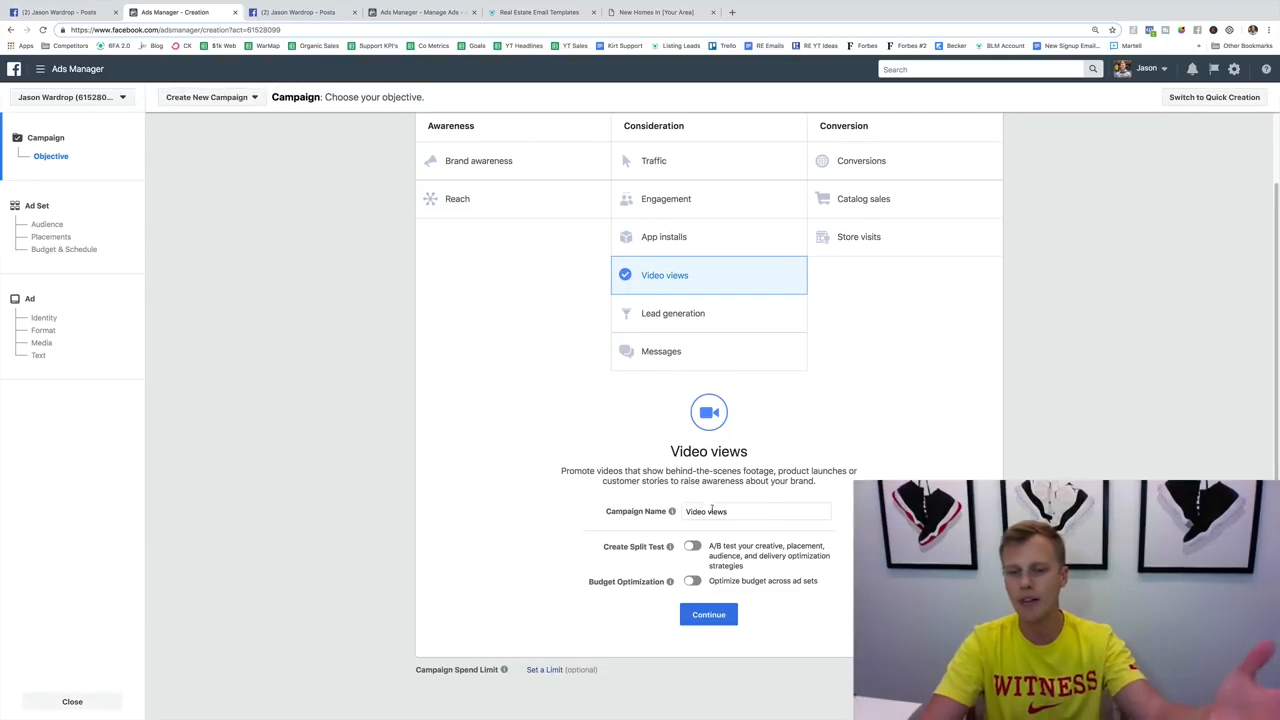 (2) Jason Wardrop - Posts
Ads Manager - Creation
(2) Jason Wardrop - Posts
Ads Manager - Manage Ads -
Real Estate Email Templates
New Homes in [Your Area]
https://www.facebook.com/adsmanager/creation?act=61528099
Apps
Competitors
6FA 2.0
Blog
CK
$1k Web
WarMap
Organic Sales
Support KPI's
Co Metrics
Goals
YT Headlines
YT Sales
Kirt Support
Listing Leads
Trello
RE Emails
RE YT Ideas
Forbes
Forbes #2
Becker
BLM Account
New Signup Email...
Martell
Other Bookmarks
Ads Manager
Search
Jason
Jason Wardrop (615280...
Create New Campaign
Campaign: Choose your objective.
Switch to Quick Creation
Campaign
Objective
Ad Set
Audience
Placements
Budget & Schedule
Ad
Identity
Format
Media
Text
Close
Awareness
Consideration
Conversion
Brand awareness
Traffic
Conversions
Reach
Engagement
Catalog sales
App installs
Store visits
Video views
Lead generation
Messages
Video views
Promote videos that show behind-the-scenes footage, product launches or
customer stories to raise awareness about your brand.
Campaign Name
Video views
Create Split Test
A/B test your creative, placement,
audience, and delivery optimization
strategies
Budget Optimization
Optimize budget across ad sets
Continue
Campaign Spend Limit
Set a Limit (optional)
WITNESS